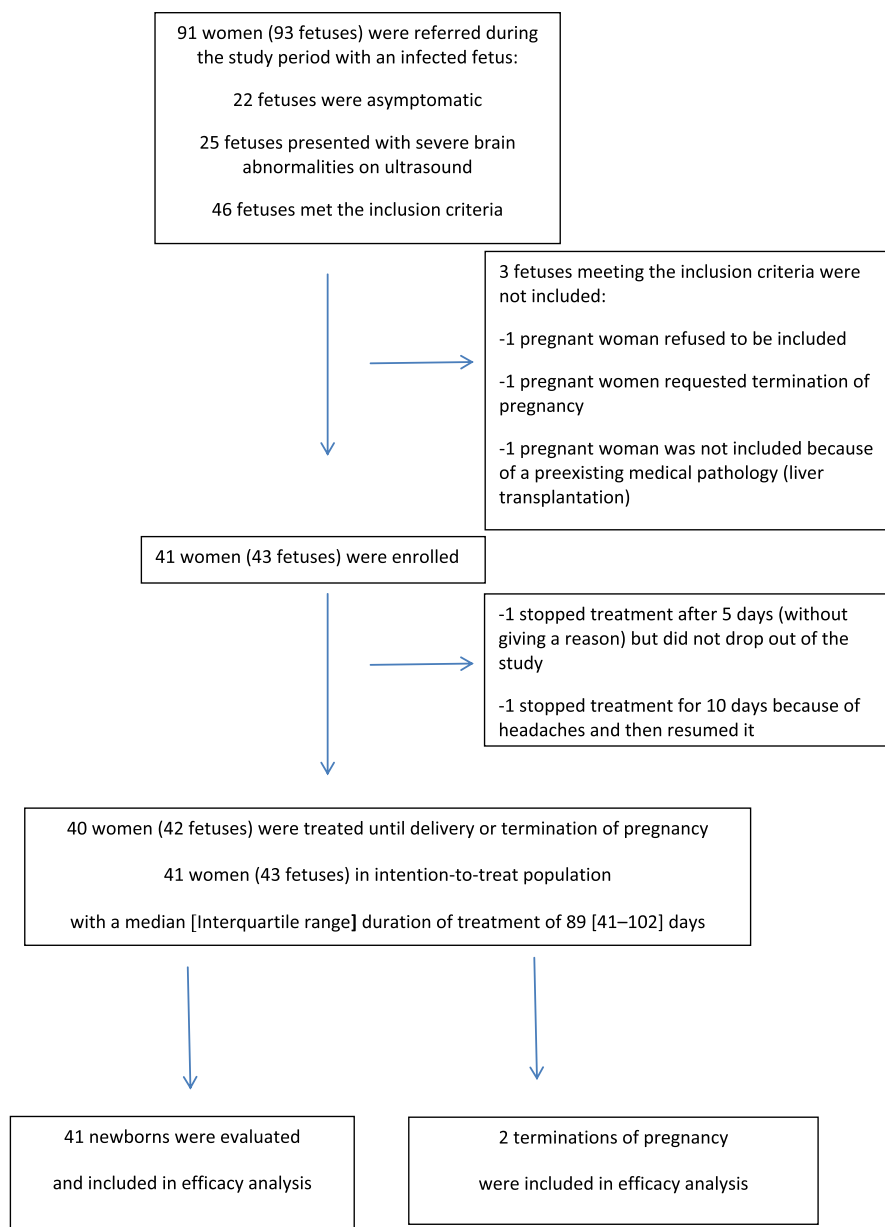 91 women (93 fetuses) were referred during
the study period with an infected fetus:
22 fetuses were asymptomatic
25 fetuses presented with severe brain
abnormalities on ultrasound
46 fetuses met the inclusion criteria
3 fetuses meeting the inclusion criteria were
not included:
-1 pregnant woman refused to be included
-1 pregnant women requested termination of
pregnancy
-1 pregnant woman was not included because
of a preexisting medical pathology (liver
transplantation)
41 women (43 fetuses) were enrolled
-1 stopped treatment after 5 days (without
giving a reason) but did not drop out of the
study
-1 stopped treatment for 10 days because of
headaches and then resumed it
40 women (42 fetuses) were treated until delivery or termination of pregnancy
41 women (43 fetuses) in intention-to-treat population
with a median [Interquartile range] duration of treatment of 89 [41–102] days
41 newborns were evaluated
and included in efficacy analysis
2 terminations of pregnancy
were included in efficacy analysis